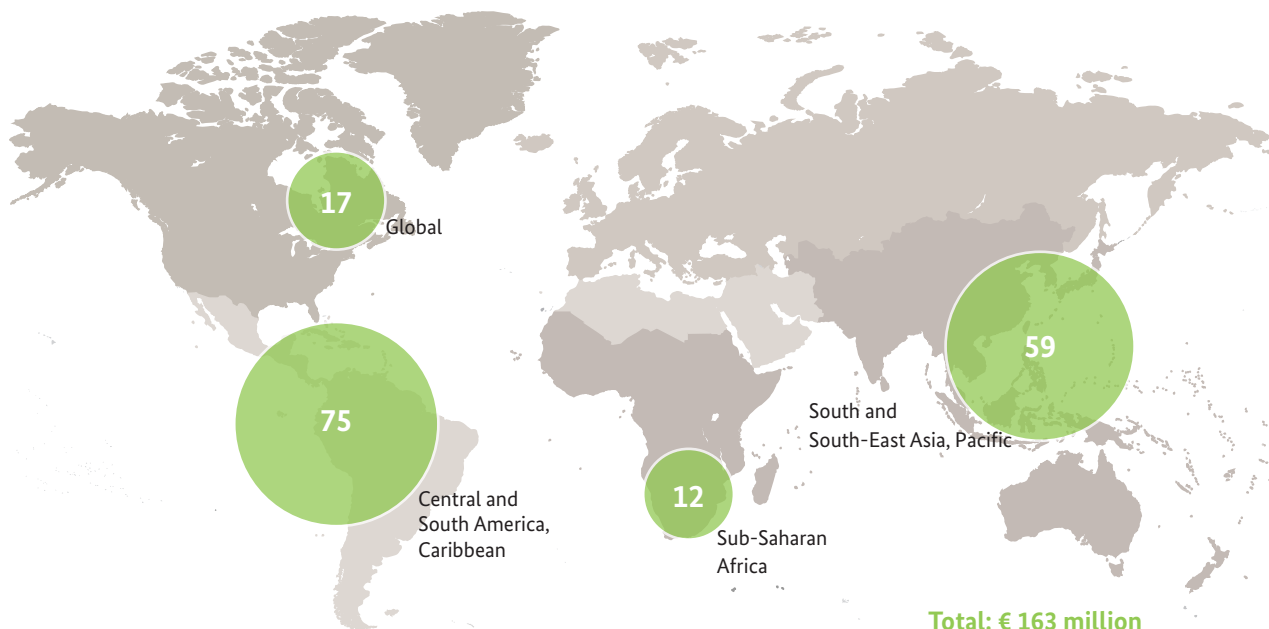 17
Global
59
75
South and
South-East Asia, Pacific
12
Central and
South America,
Caribbean
Sub-Saharan
Africa
Total: € 163 million